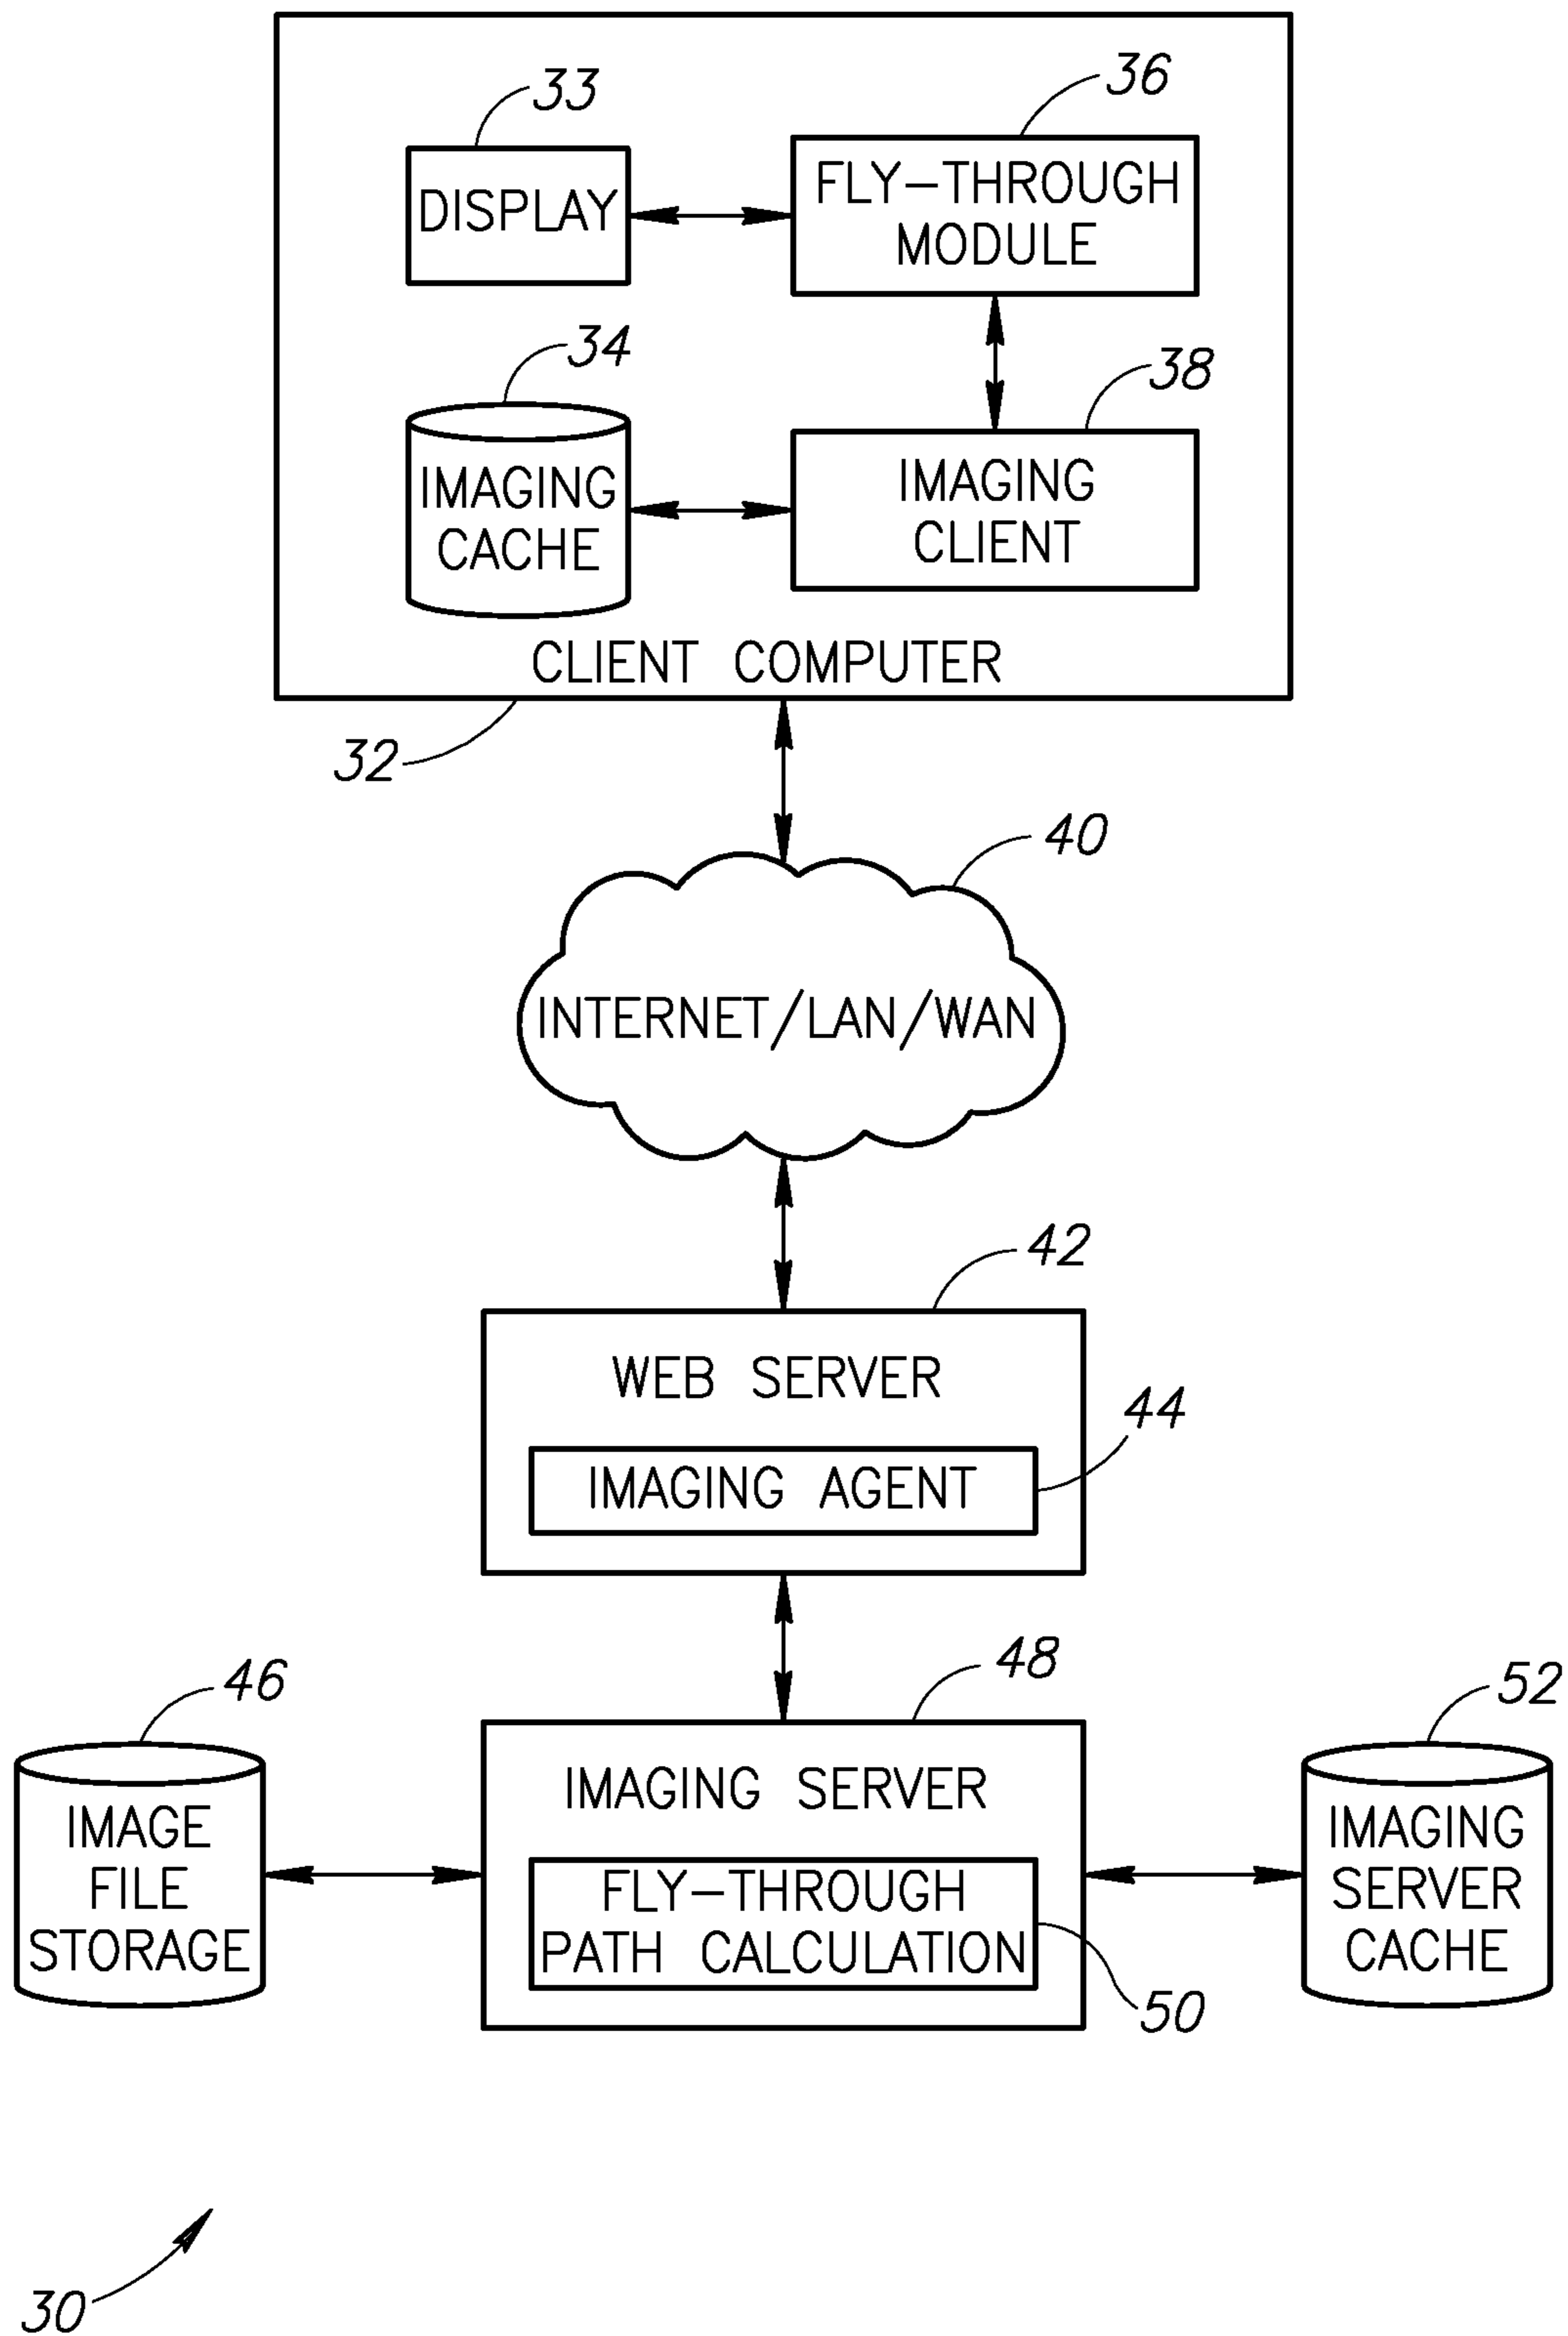 33
36
DISPLAY
FLY-THROUGH
MODULE
34
38
IMAGING
CACHE
IMAGING
CLIENT
CLIENT COMPUTER
32
40
INTERNET/LAN/WAN
42
WEB SERVER
44
IMAGING AGENT
46
48
52
IMAGE
FILE
STORAGE
IMAGING SERVER
FLY-THROUGH
PATH CALCULATION
IMAGING
SERVER
CACHE
50
30